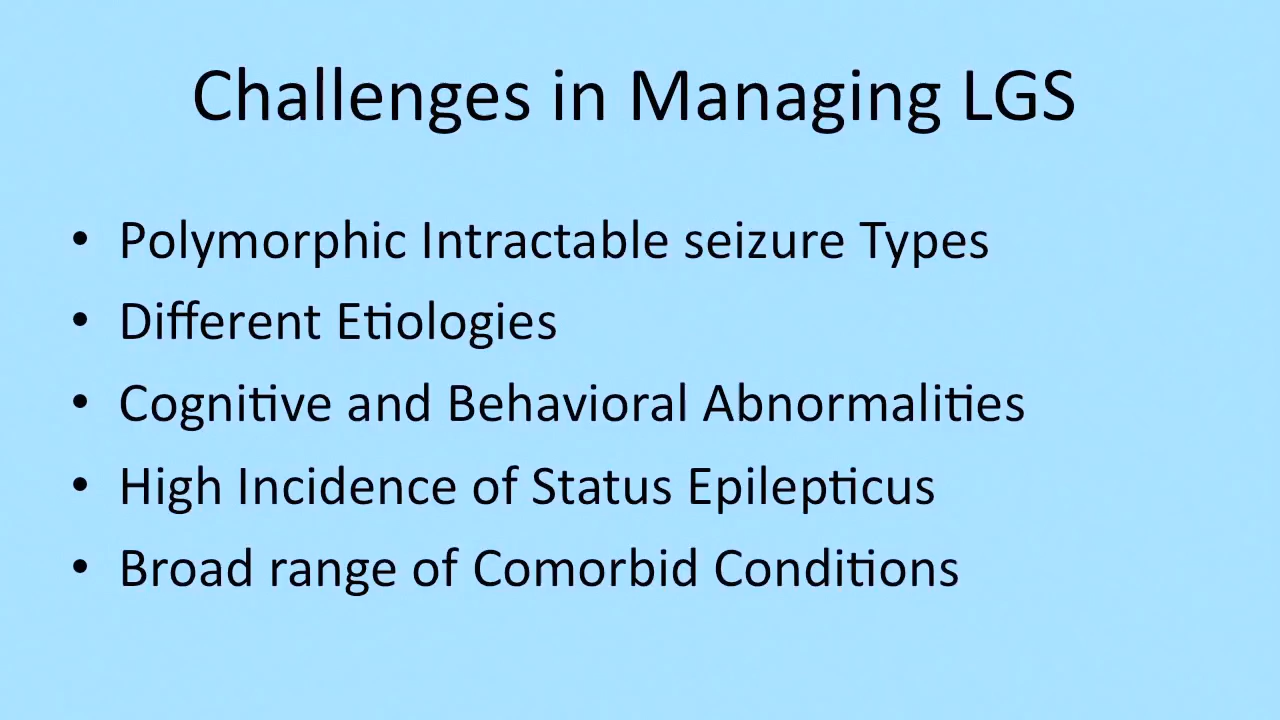 Challenges in Managing LGS
• Polymorphic Intractable seizure Types
• Different Etiologies
• Cognitive and Behavioral Abnormalities
• High Incidence of Status Epilepticus
• Broad range of Comorbid Conditions